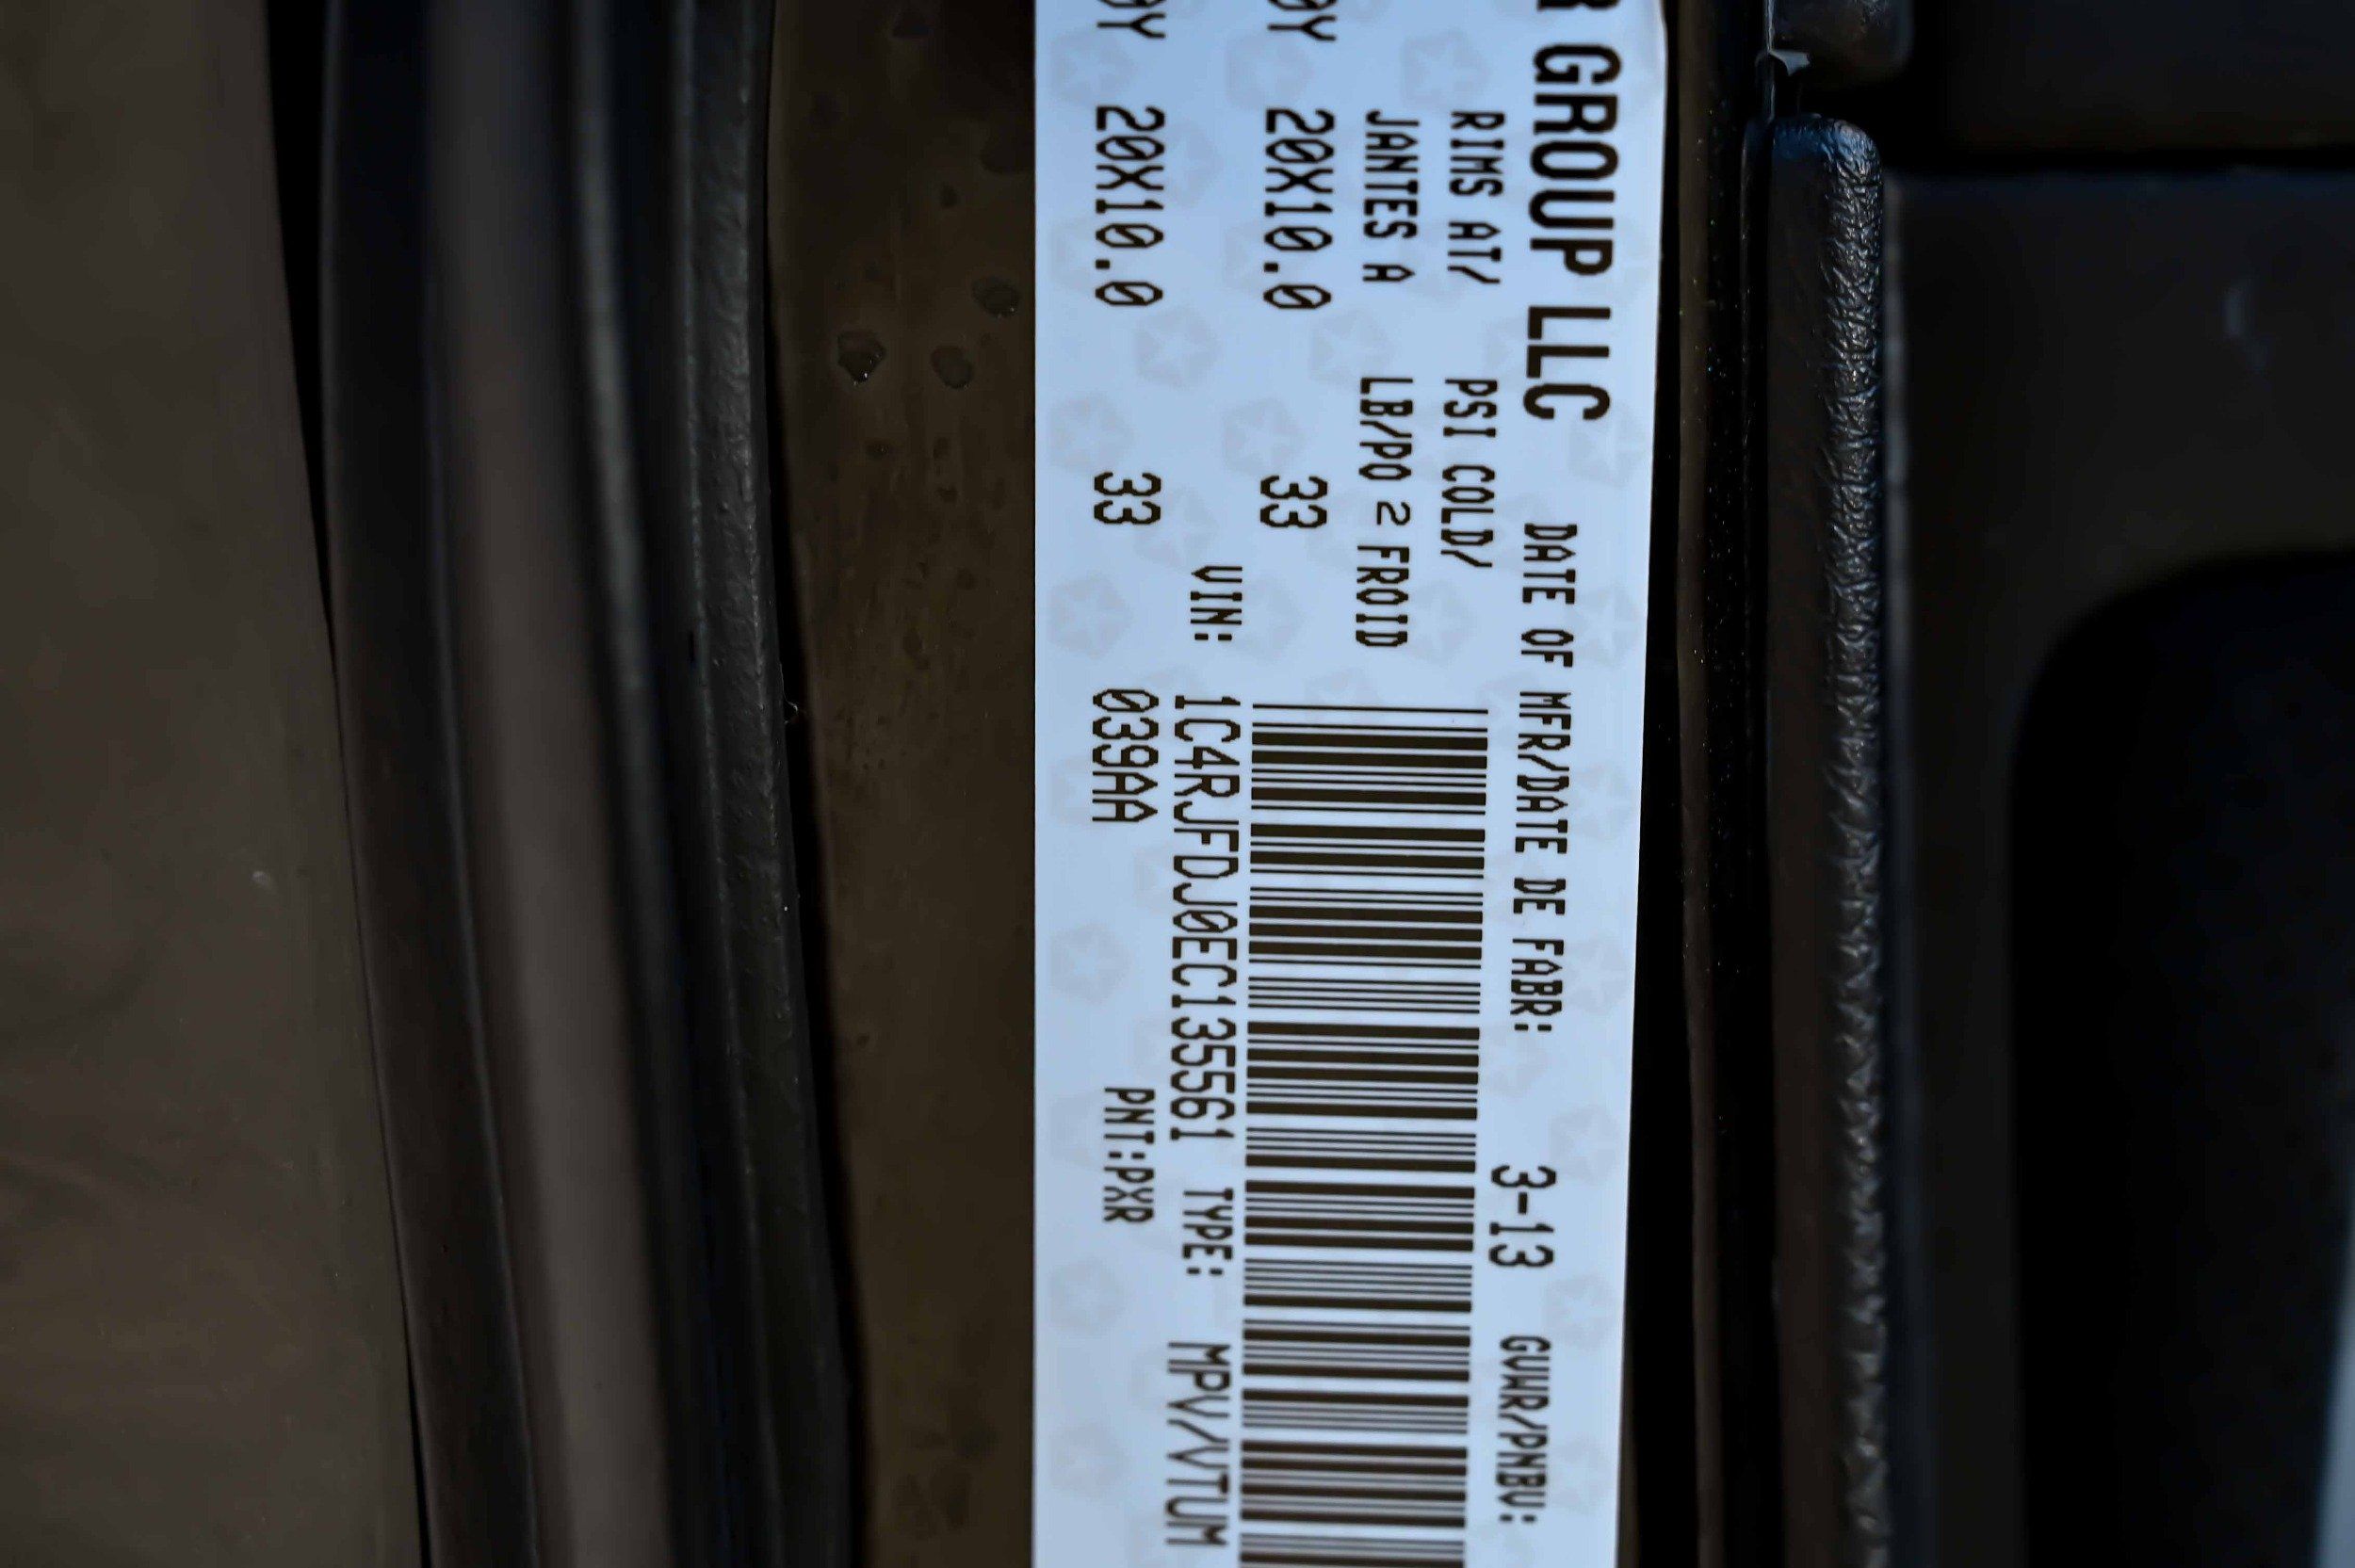 GROUP LLC DATE OF MFR/DATE DE FABR: 3-13 GVWR/PNBV:
RIMS AT/ PSI COLD/
JANTES A LB/PO 2 FROID
20X10.0 33
VIN: 1C4RJFDJ0EC135561 TYPE: MPV/VTUM
20X10.0 33 039AA PNT:PXR